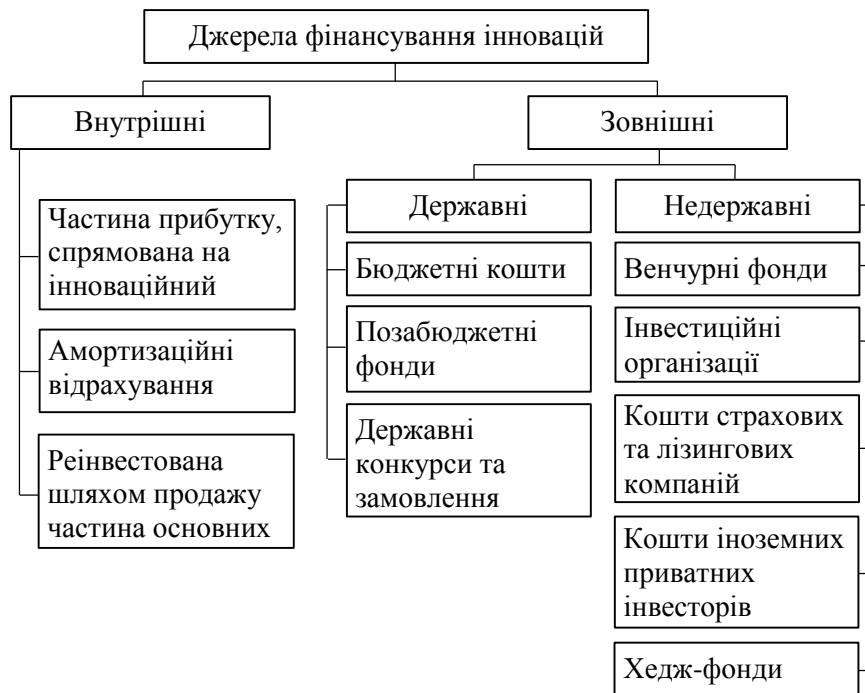 Джерела фінансування інновацій
Внутрішні
Зовнішні
Частина прибутку,
спрямована на
інноваційний
Амортизаційні
відрахування
Реінвестована
шляхом продажу
частина основних
Державні
Бюджетні кошти
Позабюджетні
фонди
Державні
конкурси та
замовлення
Недержавні
Венчурні фонди
Інвестиційні
організації
Кошти страхових
та лізингових
компаній
Кошти іноземних
приватних
інвесторів
Хедж-фонди